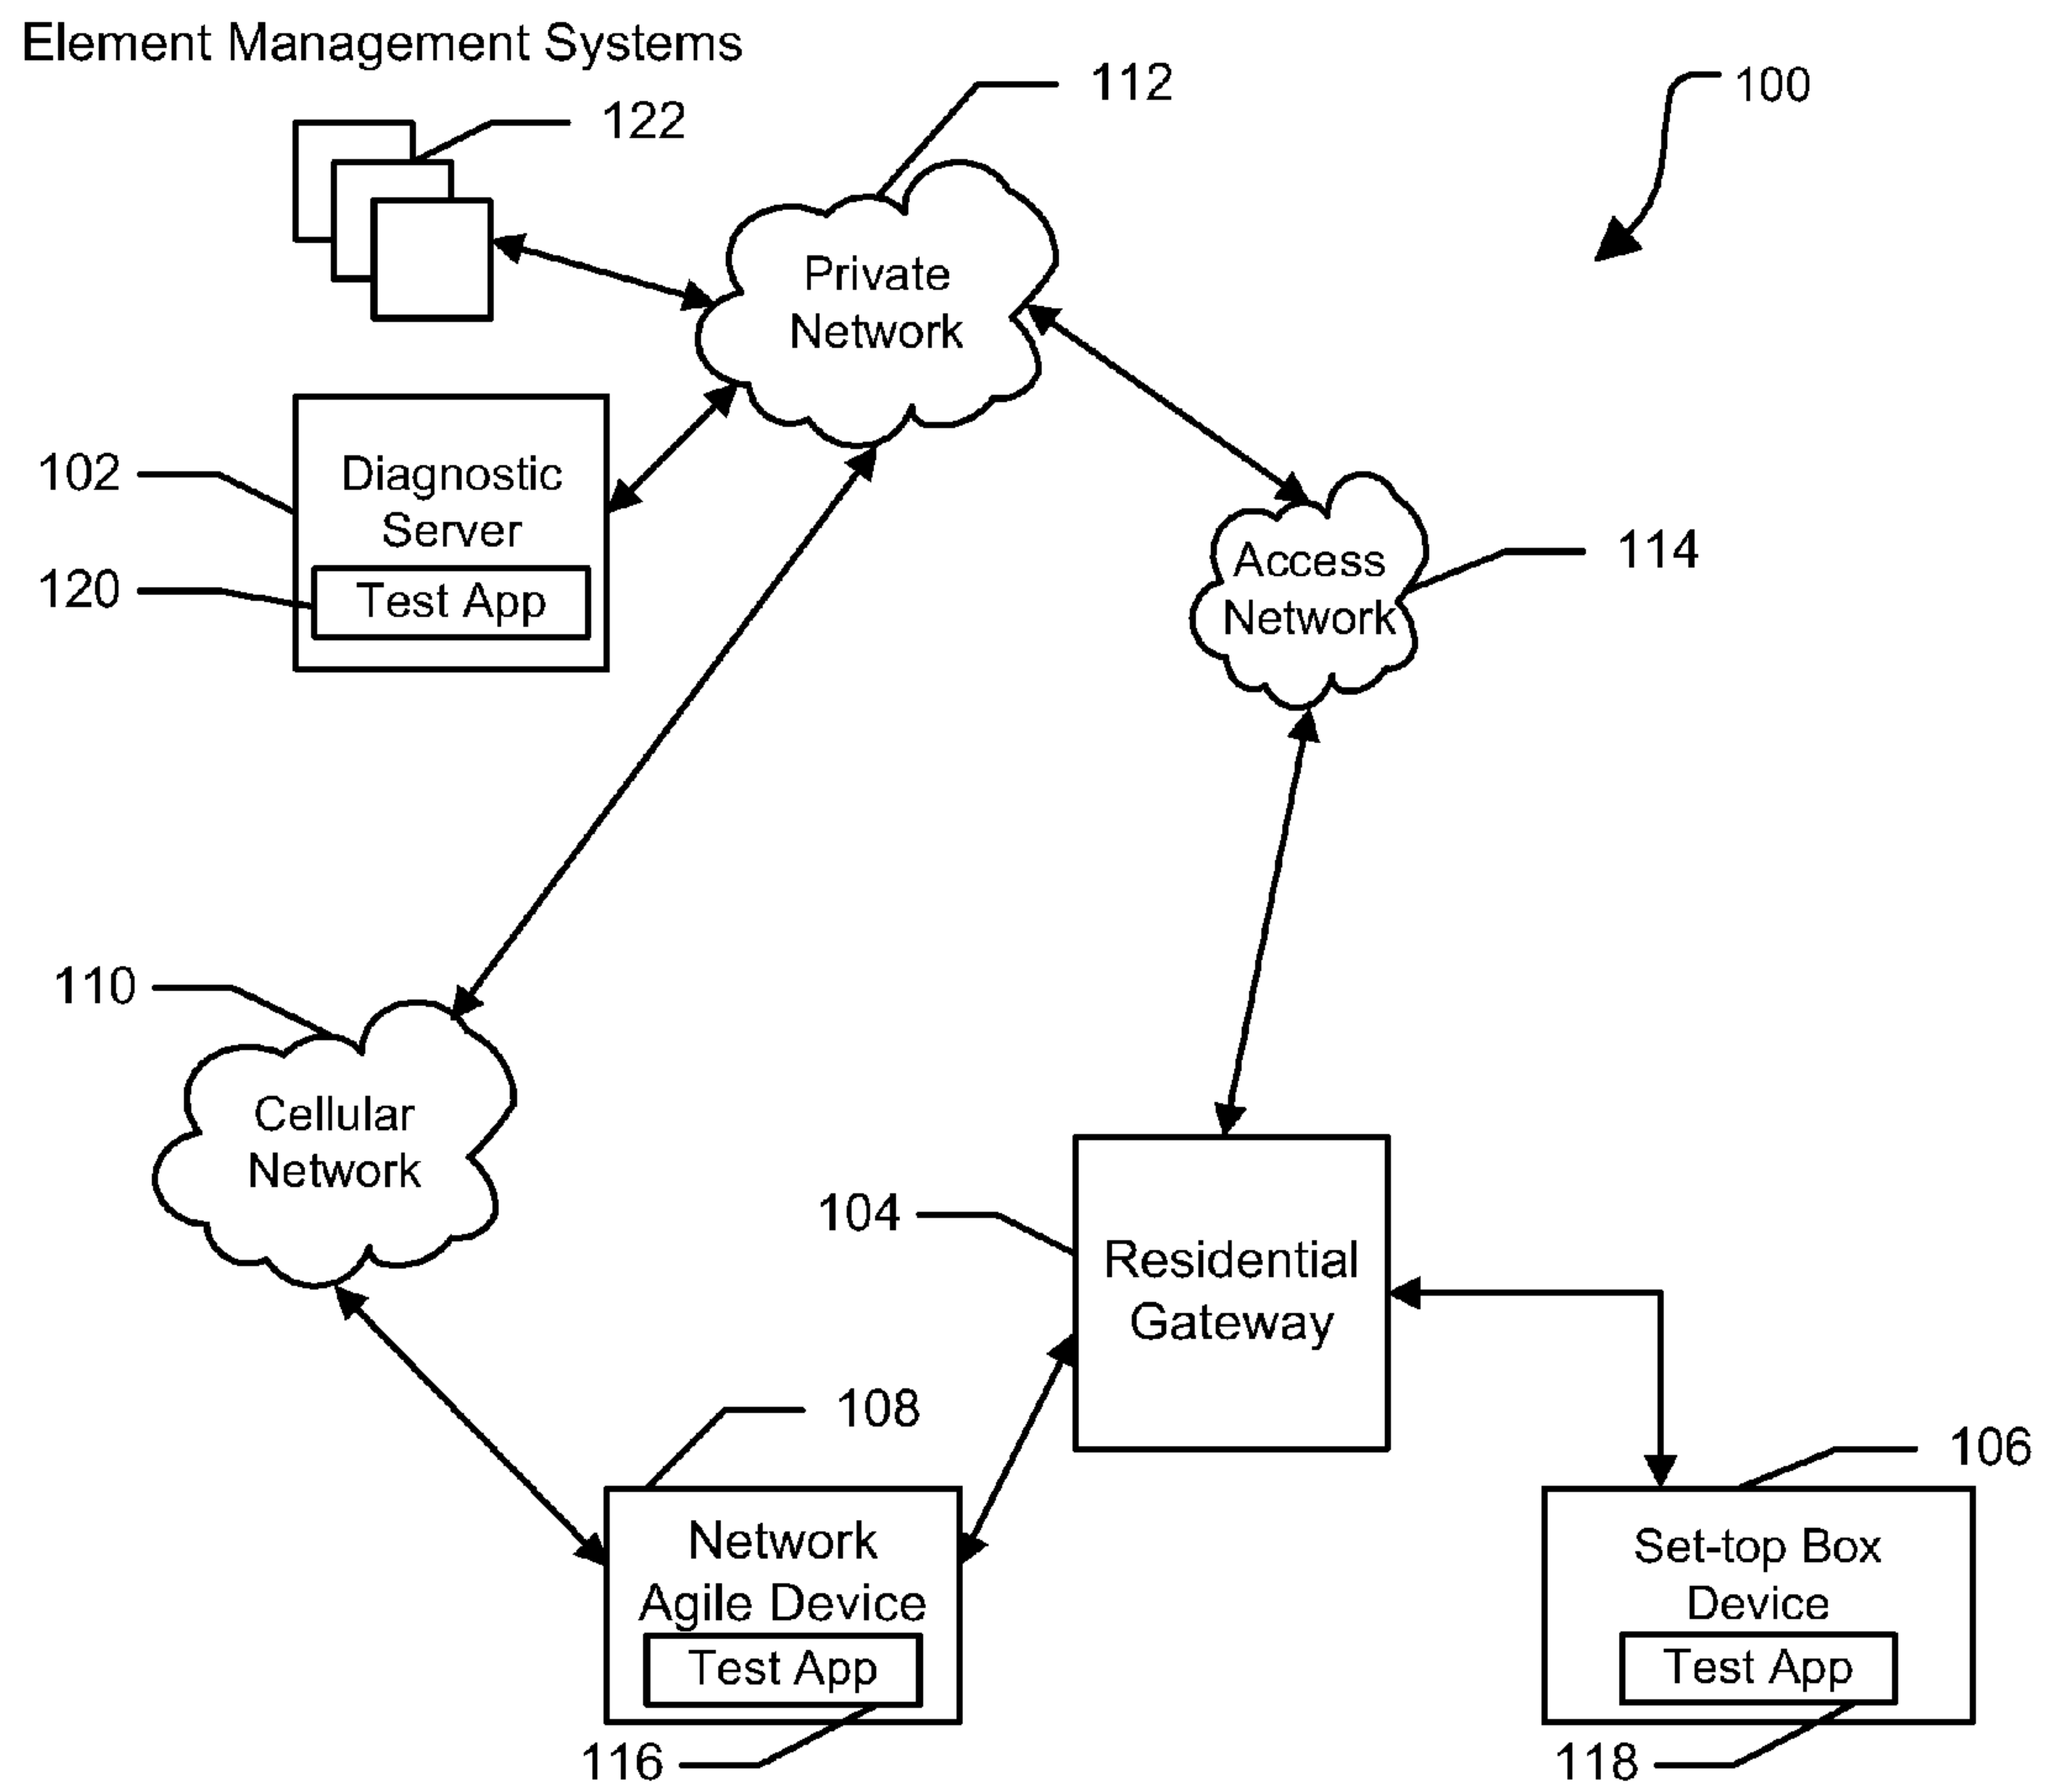 Element Management Systems
112
100
122
Private
Network
102
Diagnostic
Server
114
Access
Network
120
Test App
110
Cellular
Network
104
Residential
Gateway
108
106
Network
Agile Device
Test App
Set-top Box
Device
Test App
116
118